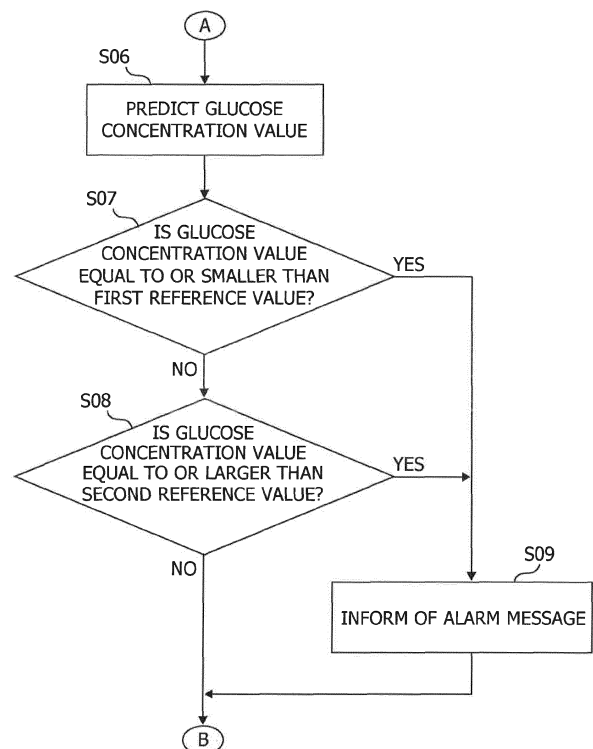 A
S06
PREDICT GLUCOSE
CONCENTRATION VALUE
S07
IS GLUCOSE
CONCENTRATION VALUE
EQUAL TO OR SMALLER THAN
FIRST REFERENCE VALUE?
YES
NO
S08
IS GLUCOSE
CONCENTRATION VALUE
EQUAL TO OR LARGER THAN
SECOND REFERENCE VALUE?
YES
NO
S09
INFORM OF ALARM MESSAGE
B